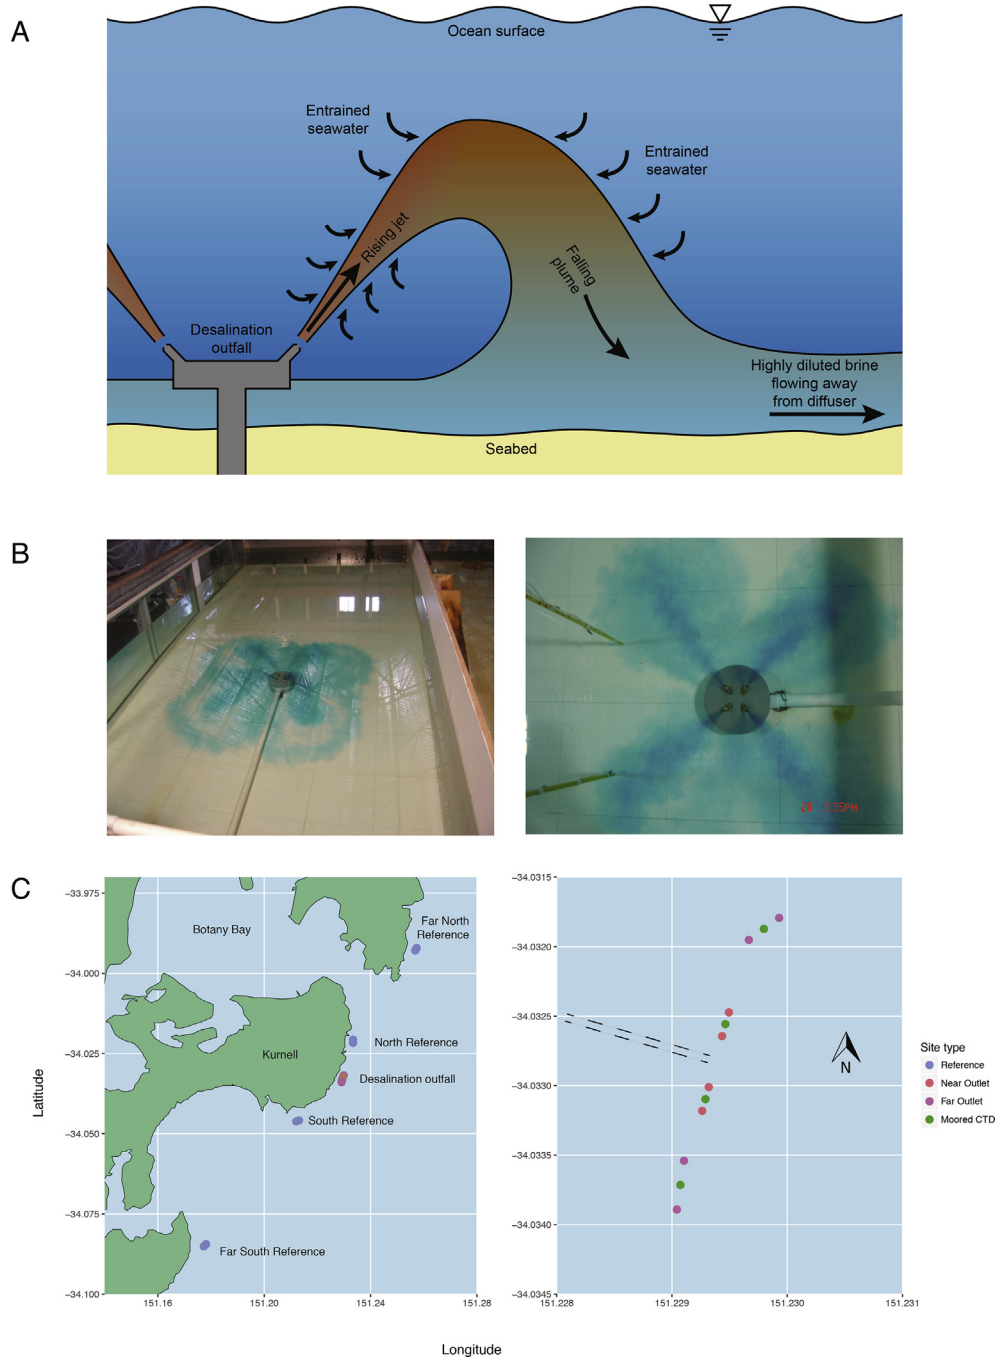 A
Ocean surface
Entrained
seawater
Entrained
seawater
Rising jet
Falling
plume
Desalination
outfall
Highly diluted brine
flowing away
from diffuser
Seabed
B
C
−33.975
−34.000
−34.025
−34.050
−34.075
−34.100
Latitude
Botany Bay
Far North
Reference
North Reference
Kurnell
Desalination outfall
South Reference
Far South Reference
151.16
151.20
151.24
151.28
−34.0315
−34.0320
−34.0325
−34.0330
−34.0335
−34.0340
−34.0345
N
151.228
151.229
151.230
151.231
Site type
Reference
Near Outlet
Far Outlet
Moored CTD
Longitude